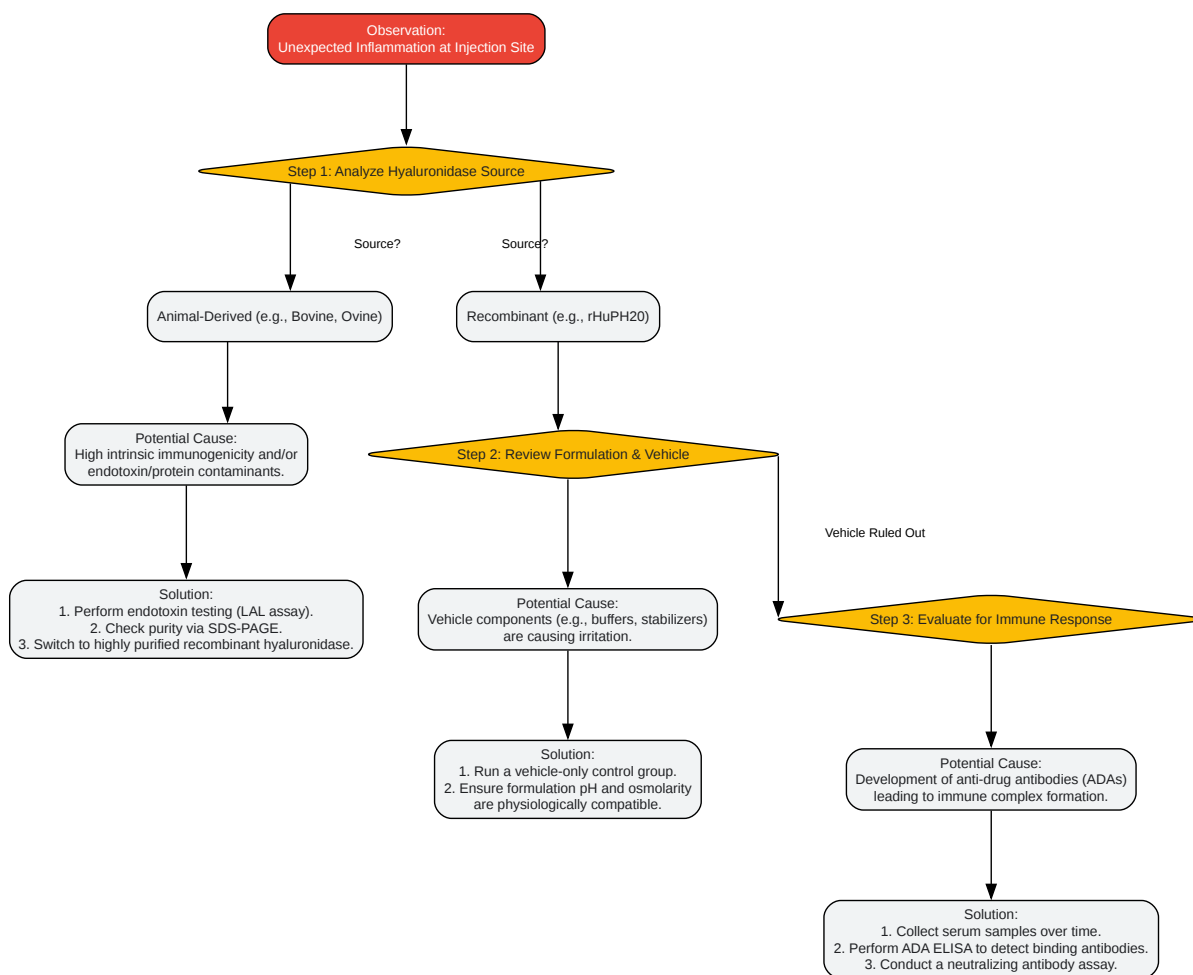 Observation:
Unexpected Inflammation at Injection Site
Step 1: Analyze Hyaluronidase Source
Source?
Source?
Animal-Derived (e.g., Bovine, Ovine)
Recombinant (e.g., rHuPH20)
Potential Cause:
High intrinsic immunogenicity and/or
endotoxin/protein contaminants.
Step 2: Review Formulation & Vehicle
Vehicle Ruled Out
Solution:
1. Perform endotoxin testing (LAL assay).
2. Check purity via SDS-PAGE.
3. Switch to highly purified recombinant hyaluronidase.
Potential Cause:
Vehicle components (e.g., buffers, stabilizers)
are causing irritation.
Step 3: Evaluate for Immune Response
Solution:
1. Run a vehicle-only control group.
2. Ensure formulation pH and osmolarity
are physiologically compatible.
Potential Cause:
Development of anti-drug antibodies (ADAs)
leading to immune complex formation.
Solution:
1. Collect serum samples over time.
2. Perform ADA ELISA to detect binding antibodies.
3. Conduct a neutralizing antibody assay.